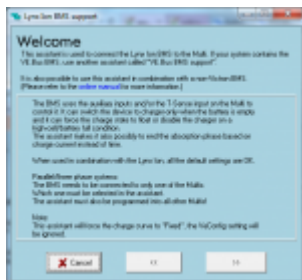 Lynx Ion BMS support
Welcome
This assistant is used to connect the Lynx Ion BMS to the Multi. If your system contains the
VE.Bus BMS, use another assistant called "VE.Bus BMS support".
It is also possible to use this assistant in combination with a non-Victron BMS.
(Please refer to the online manual for more information.)
The BMS uses the auxiliary inputs and/or the T-Sense input on the Multi to
control it. It can switch the device to charge-only when the battery is empty
and it can force the charge state to float or disable the charger on a
high-cell/battery full condition.
The assistant makes it also possible to end the absorption phase based on
charge current instead of time.
When used in combination with the Lynx Ion, all the default settings are OK.
Parallel/three phase systems:
The BMS needs to be connected to only one of the Multis.
Which one must be selected in the assistant.
The assistant must also be programmed into all other Multis!
Note:
This assistant will force the charge curve to "Fixed", the VeConfig setting will
be ignored.
Cancel
<<
>>